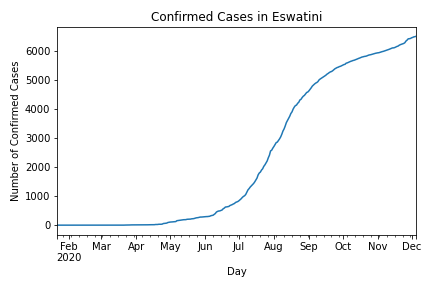 Confirmed Cases in Eswatini
Number of Confirmed Cases
6000
5000
4000
3000
2000
1000
0
Feb Mar Apr May Jun Jul Aug Sep Oct Nov Dec
2020
Day